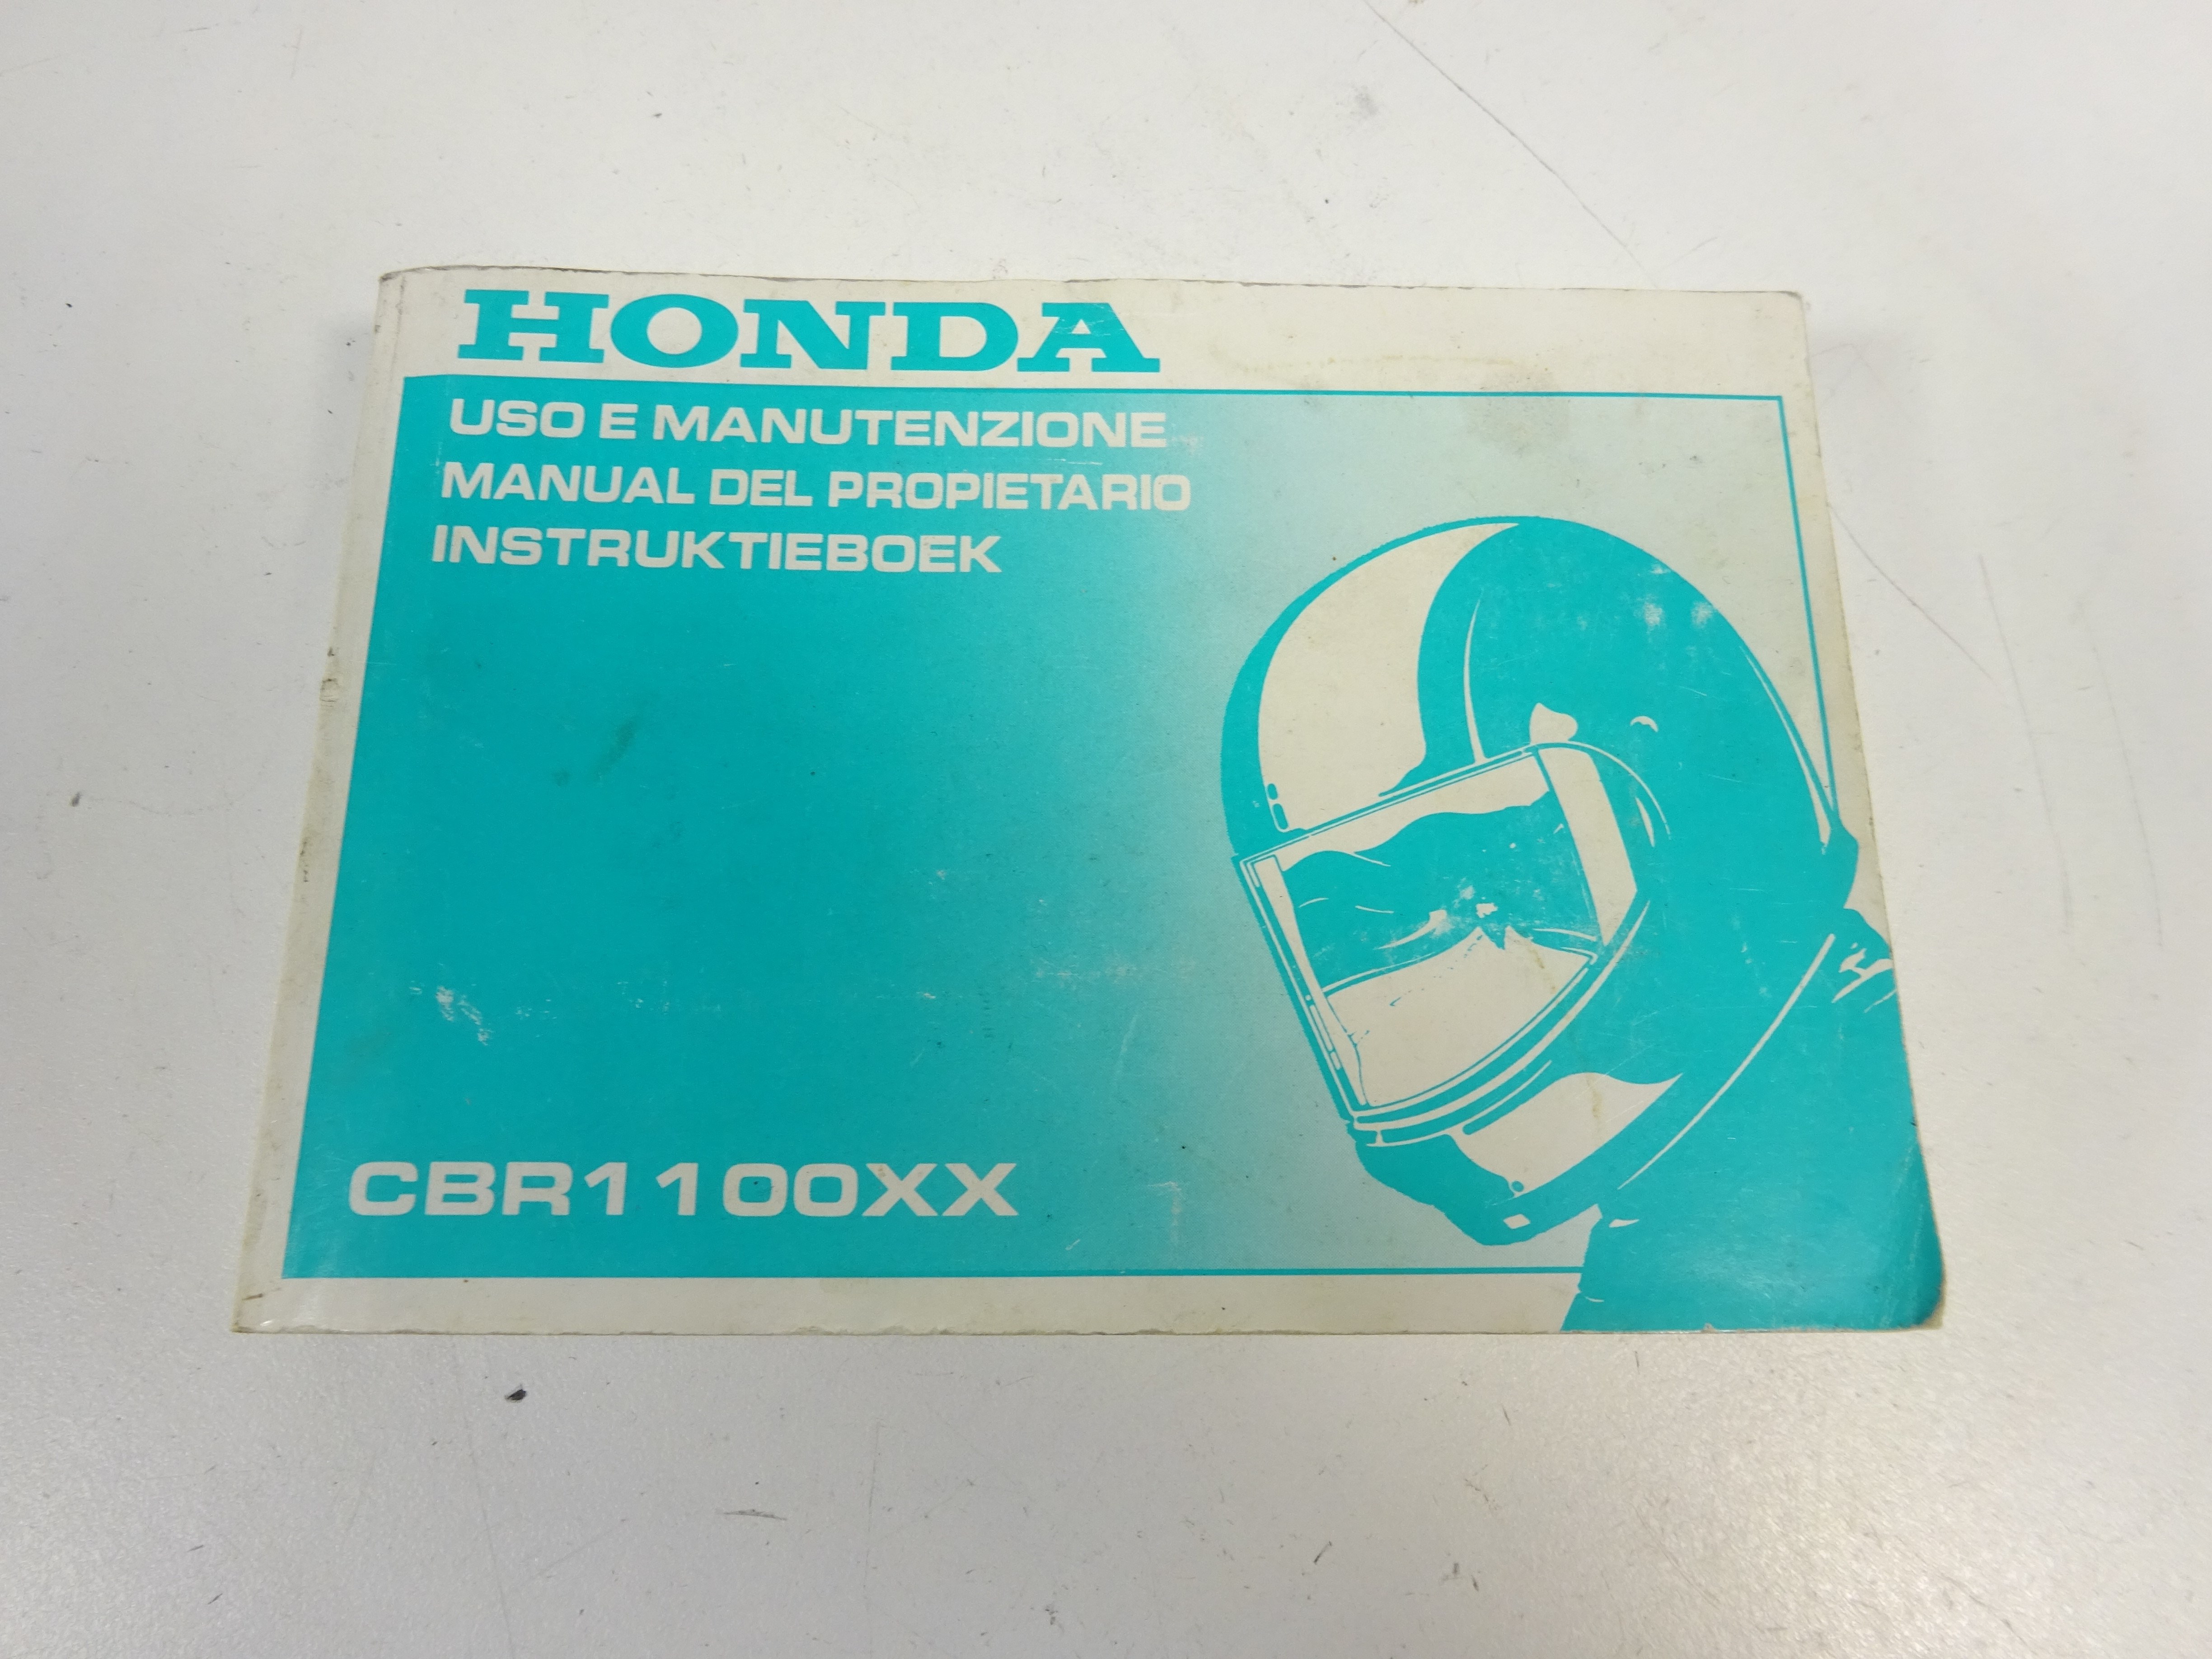 HONDA
USO E MANUTENZIONE
MANUAL DEL PROPIETARIO
INSTRUKTIEBOEK
CBR1100XX